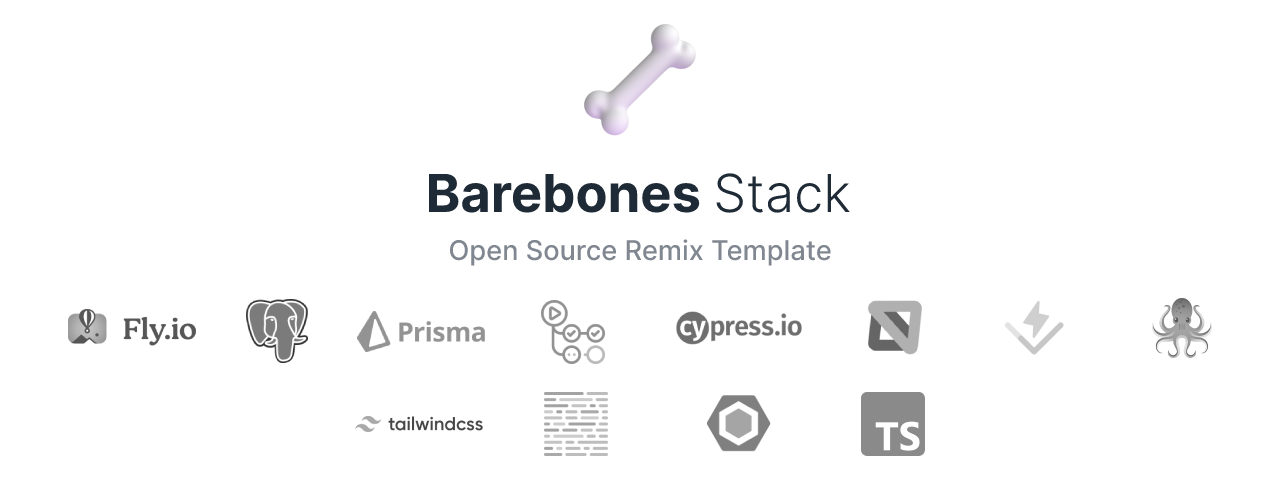 Barebones Stack
Open Source Remix Template
Fly.io
Prisma
cypress.io
tailwindcss
TS